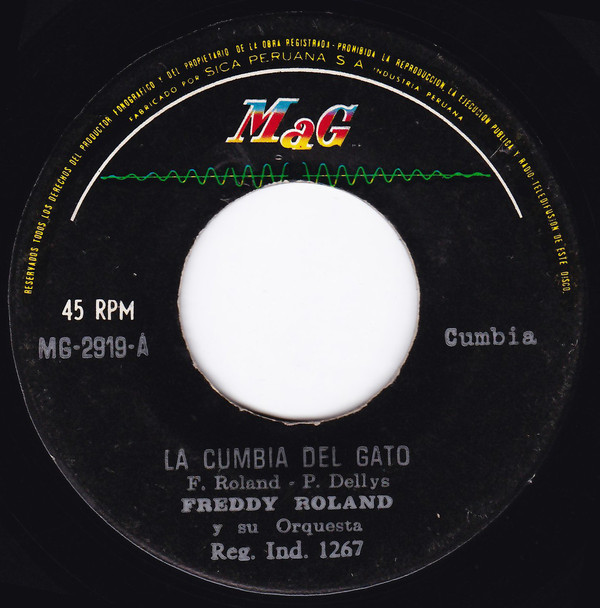 RESERVADOS TODOS LOS DERECHOS DEL PRODUCTOR FONOGRAFICO Y DEL PROPIETARIO DE LA OBRA REGISTRADA - PROHIBIDA LA REPRODUCCION, LA EJECUCION PUBLICA Y RADIO-TELEDIFUSION DE ESTE DISCO.
FABRICADO POR SICA PERUANA S A INDUSTRIA PERUANA
MaG
45 RPM
MG-2919-A
Cumbia
LA CUMBIA DEL GATO
F. Roland - P. Dellys
FREDDY ROLAND
y su Orquesta
Reg. Ind. 1267